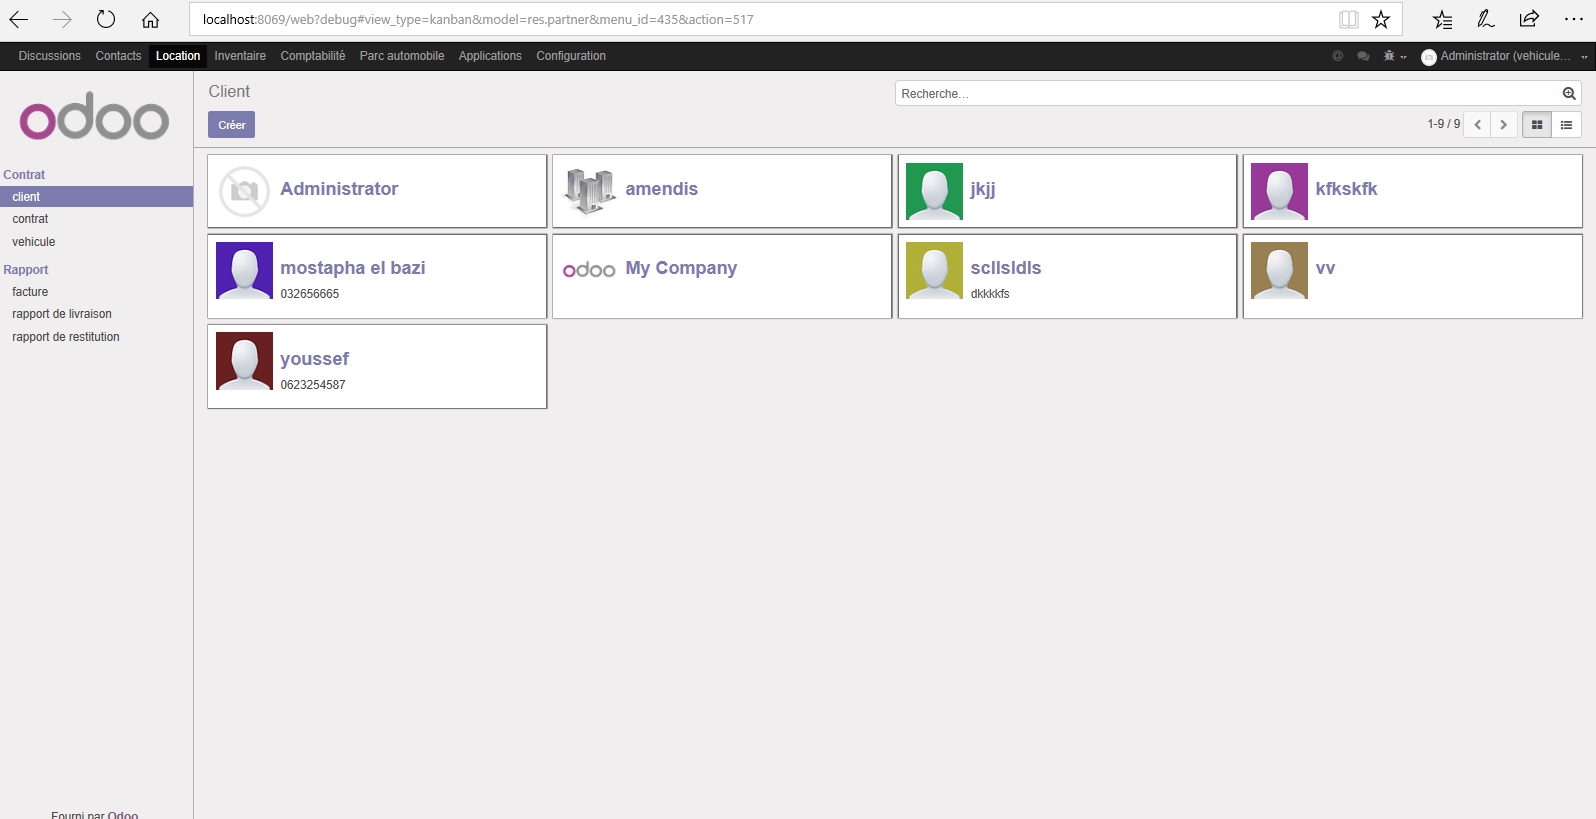 localhost:8069/web?debug#view_type=kanban&model=res.partner&menu_id=435&action=517
Discussions Contacts Location Inventaire Comptabilité Parc automobile Applications Configuration @ Administrator (vehicule...
odoo
Client
Recherche...
Créer
1-9 / 9
Contrat
client
contrat
vehicule
Rapport
facture
rapport de livraison
rapport de restitution
Administrator
amendis
jkjj
kfkskfk
mostapha el bazi
032656665
odoo My Company
scllsldls
dkkkkfs
vv
youssef
0623254587
Fourni par Odoo